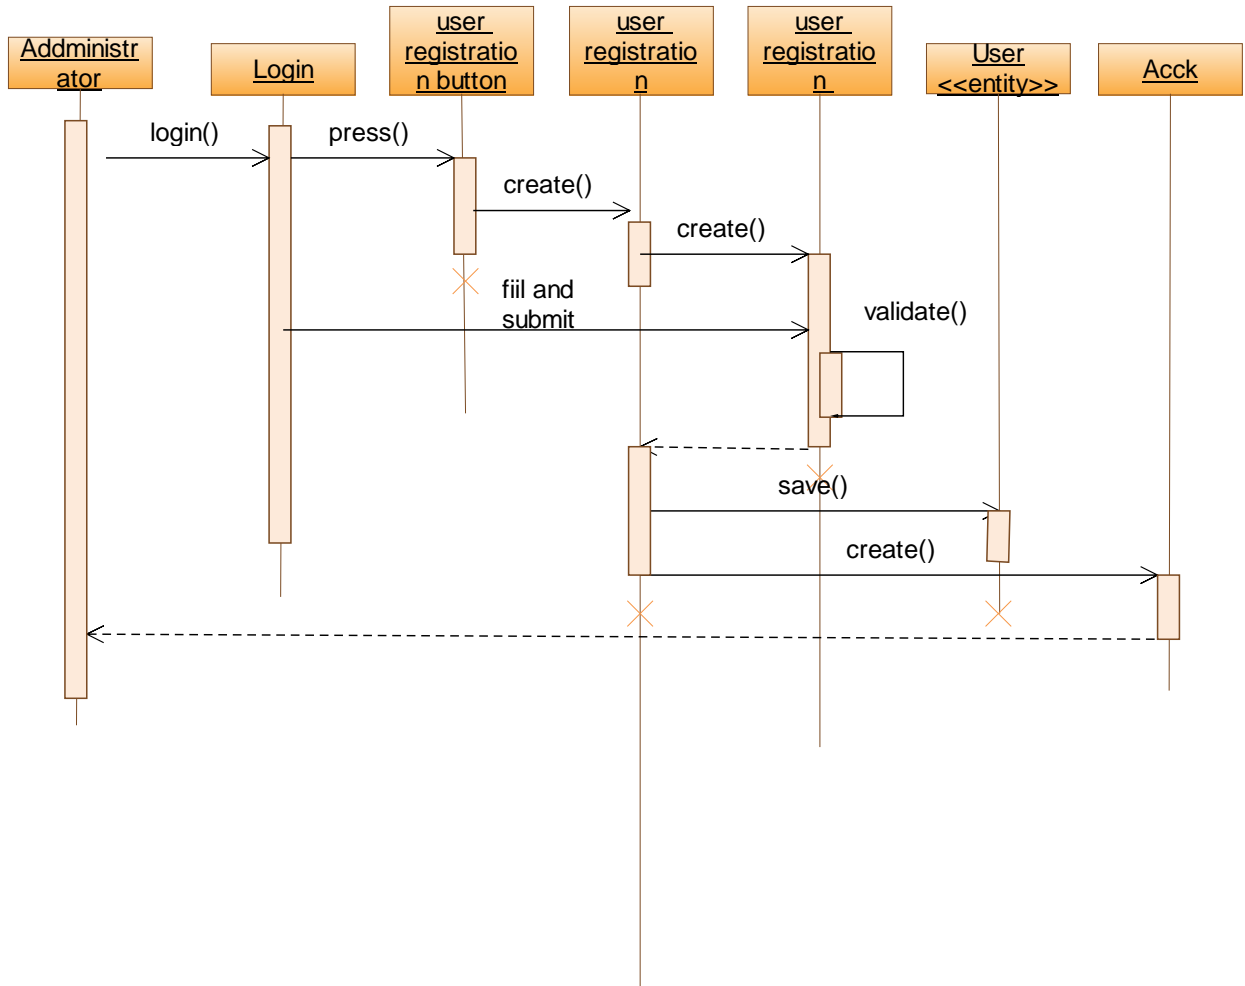 Addministr
ator
Login
user
registratio
n button
user
registratio
n
user
registratio
n
User
<<entity>>
Acck
login()
press()
create()
create()
fiil and
submit
validate()
save()
create()